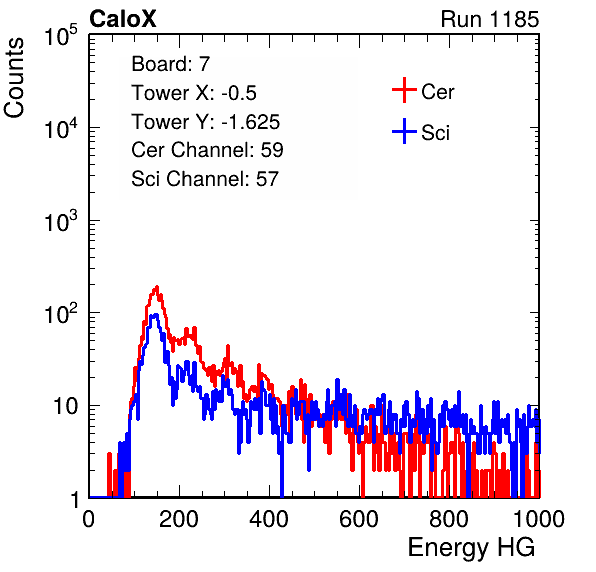 CaloX Run 1185
Board: 7
Tower X: -0.5
Tower Y: -1.625
Cer Channel: 59
Sci Channel: 57
Cer
Sci
Counts
10^5
10^4
10^3
10^2
10
1
0 200 400 600 800 1000
Energy HG